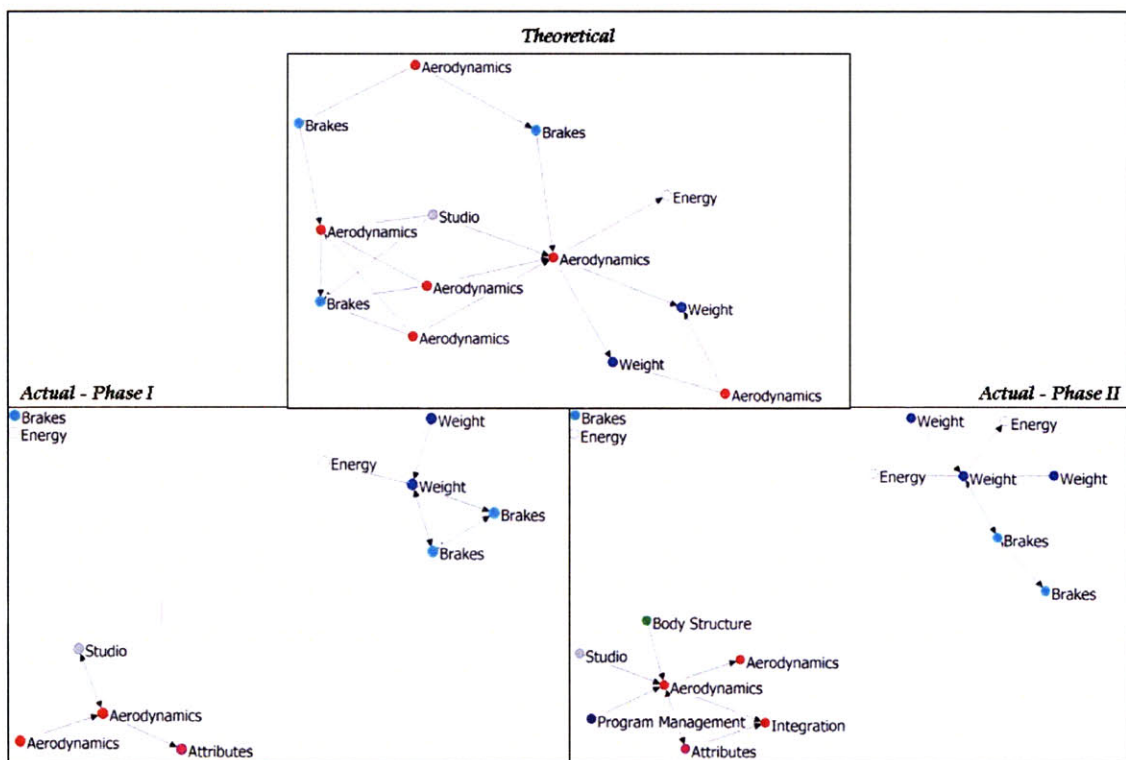 Theoretical
Aerodynamics
Brakes
Brakes
Energy
Studio
Aerodynamics
Aerodynamics
Aerodynamics
Brakes
Weight
Aerodynamics
Weight
Aerodynamics
Actual - Phase I
Brakes
Energy
Weight
Energy
Weight
Brakes
Brakes
Studio
Aerodynamics
Aerodynamics
Attributes
Actual - Phase II
Brakes
Energy
Weight
Energy
Energy
Weight
Weight
Brakes
Brakes
Body Structure
Studio
Aerodynamics
Aerodynamics
Program Management
Integration
Attributes